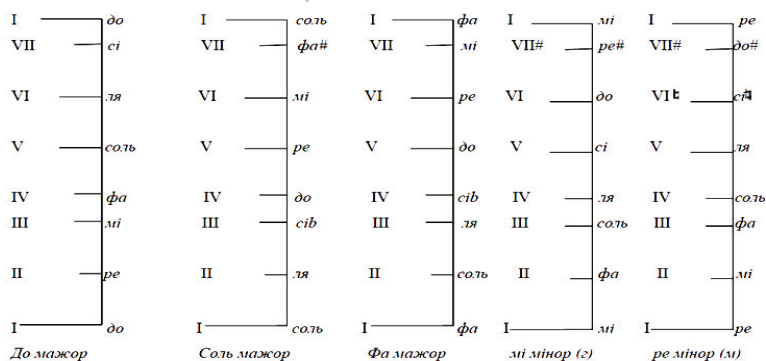 I до I соль I фа I мі I ре
VII сі VII фа# VII мі VII# ре# VII# до#
VI ля VI мі VI ре VI до VI♮ сі♮
V соль V ре V до V сі V ля
IV фа IV до IV сіb IV ля IV соль
III мі III сіb III ля III соль III фа
II ре II ля II соль II фа II мі
I до I соль I фа I мі I ре
До мажор Соль мажор Фа мажор мі мінор (г) ре мінор (м)